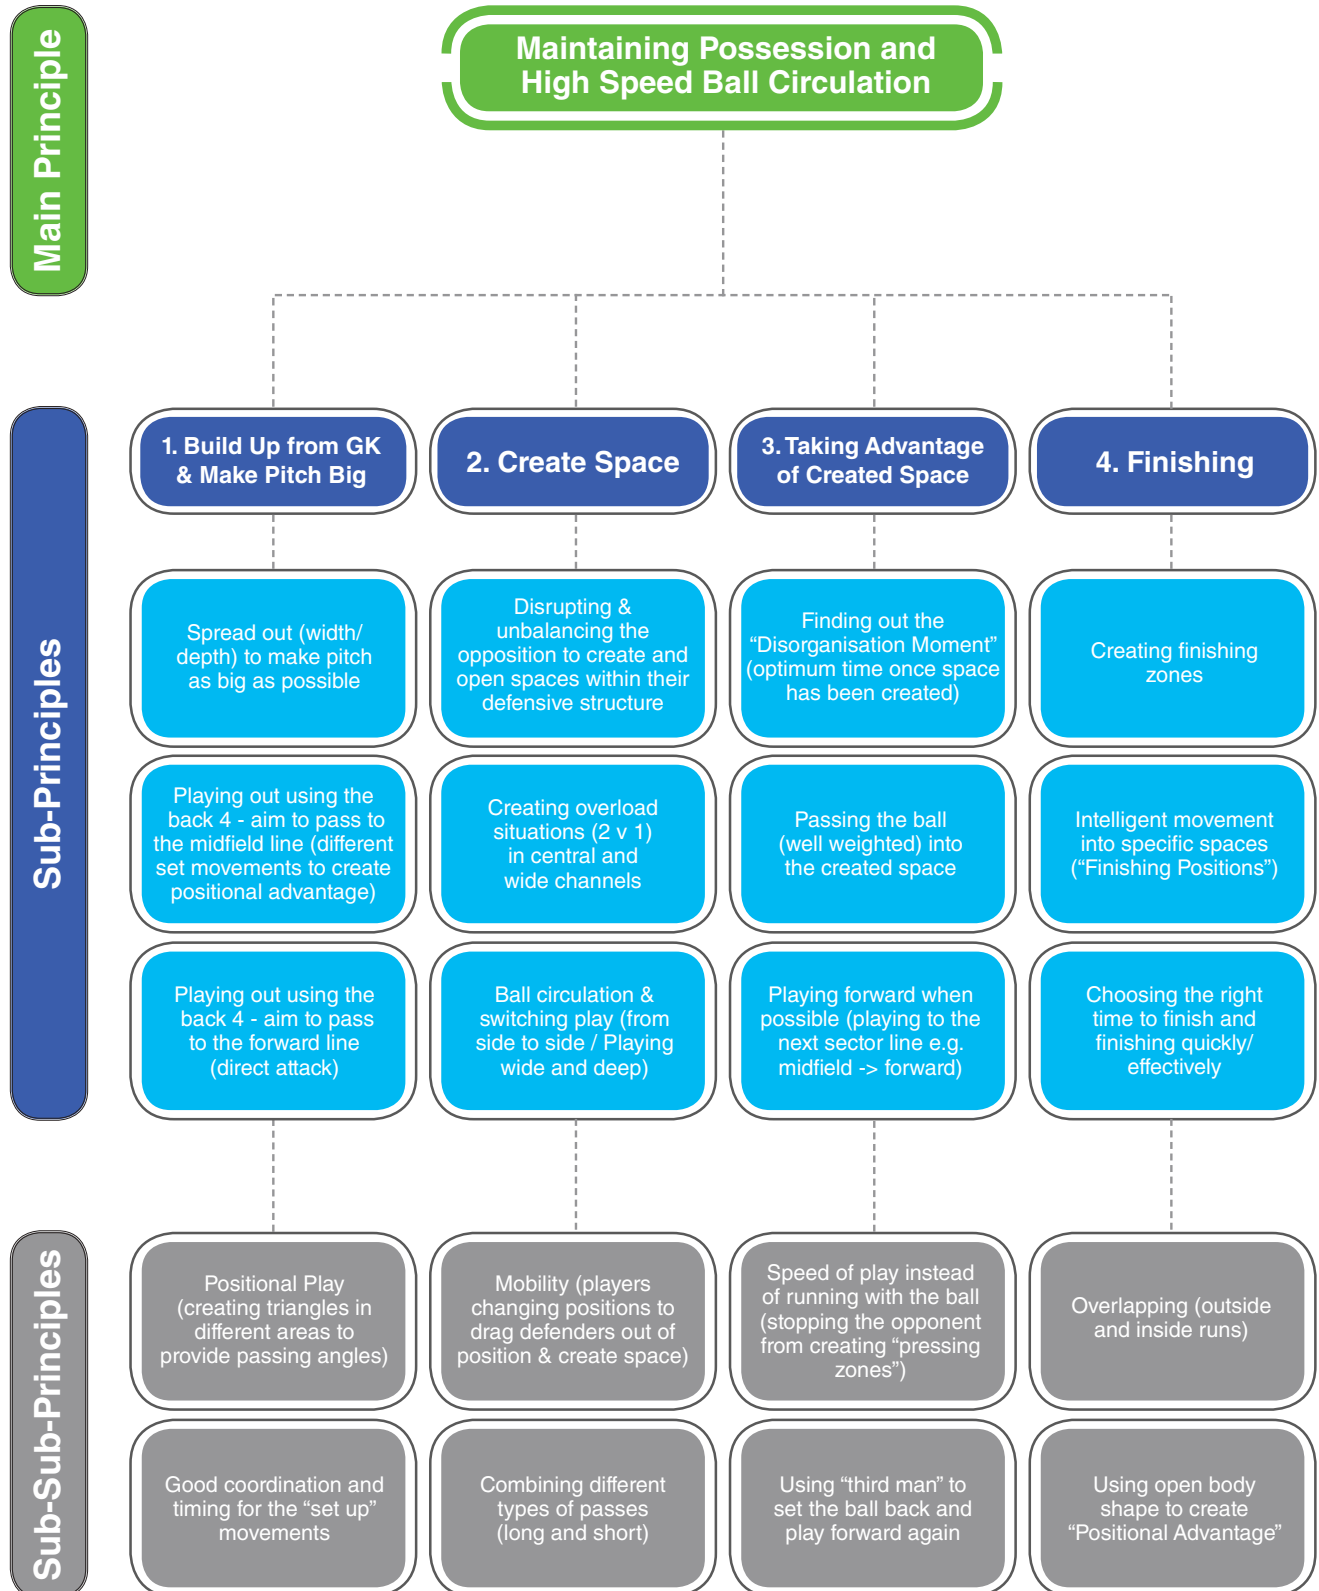 Main Principle
Maintaining Possession and
High Speed Ball Circulation
Sub-Principles
1. Build Up from GK
& Make Pitch Big
2. Create Space
3. Taking Advantage
of Created Space
4. Finishing
Spread out (width/
depth) to make pitch
as big as possible
Disrupting &
unbalancing the
opposition to create and
open spaces within their
defensive structure
Finding out the
“Disorganisation Moment”
(optimum time once space
has been created)
Creating finishing
zones
Playing out using the
back 4 - aim to pass to
the midfield line (different
set movements to create
positional advantage)
Creating overload
situations (2 v 1)
in central and
wide channels
Passing the ball
(well weighted) into
the created space
Intelligent movement
into specific spaces
(“Finishing Positions”)
Playing out using the
back 4 - aim to pass
to the forward line
(direct attack)
Ball circulation &
switching play (from
side to side / Playing
wide and deep)
Playing forward when
possible (playing to the
next sector line e.g.
midfield -> forward)
Choosing the right
time to finish and
finishing quickly/
effectively
Sub-Sub-Principles
Positional Play
(creating triangles in
different areas to
provide passing angles)
Mobility (players
changing positions to
drag defenders out of
position & create space)
Speed of play instead
of running with the ball
(stopping the opponent
from creating “pressing
zones”)
Overlapping (outside
and inside runs)
Good coordination and
timing for the “set up”
movements
Combining different
types of passes
(long and short)
Using “third man” to
set the ball back and
play forward again
Using open body
shape to create
“Positional Advantage”